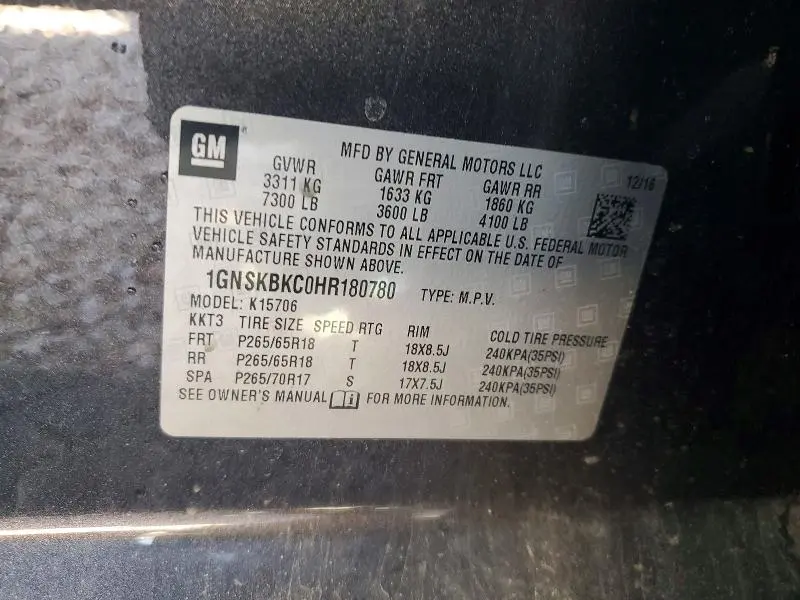 GM
MFD BY GENERAL MOTORS LLC
GVWR GAWR FRT GAWR RR 12/16
3311 KG 1633 KG 1860 KG
7300 LB 3600 LB 4100 LB
THIS VEHICLE CONFORMS TO ALL APPLICABLE U.S. FEDERAL MOTOR
VEHICLE SAFETY STANDARDS IN EFFECT ON THE DATE OF
MANUFACTURE SHOWN ABOVE.
1GNSKBKC0HR180780 TYPE: M.P.V.
MODEL: K15706
KKT3 TIRE SIZE SPEED RTG RIM COLD TIRE PRESSURE
FRT P265/65R18 T 18X8.5J 240KPA(35PSI)
RR P265/65R18 T 18X8.5J 240KPA(35PSI)
SPA P265/70R17 S 17X7.5J 240KPA(35PSI)
SEE OWNER'S MANUAL FOR MORE INFORMATION.